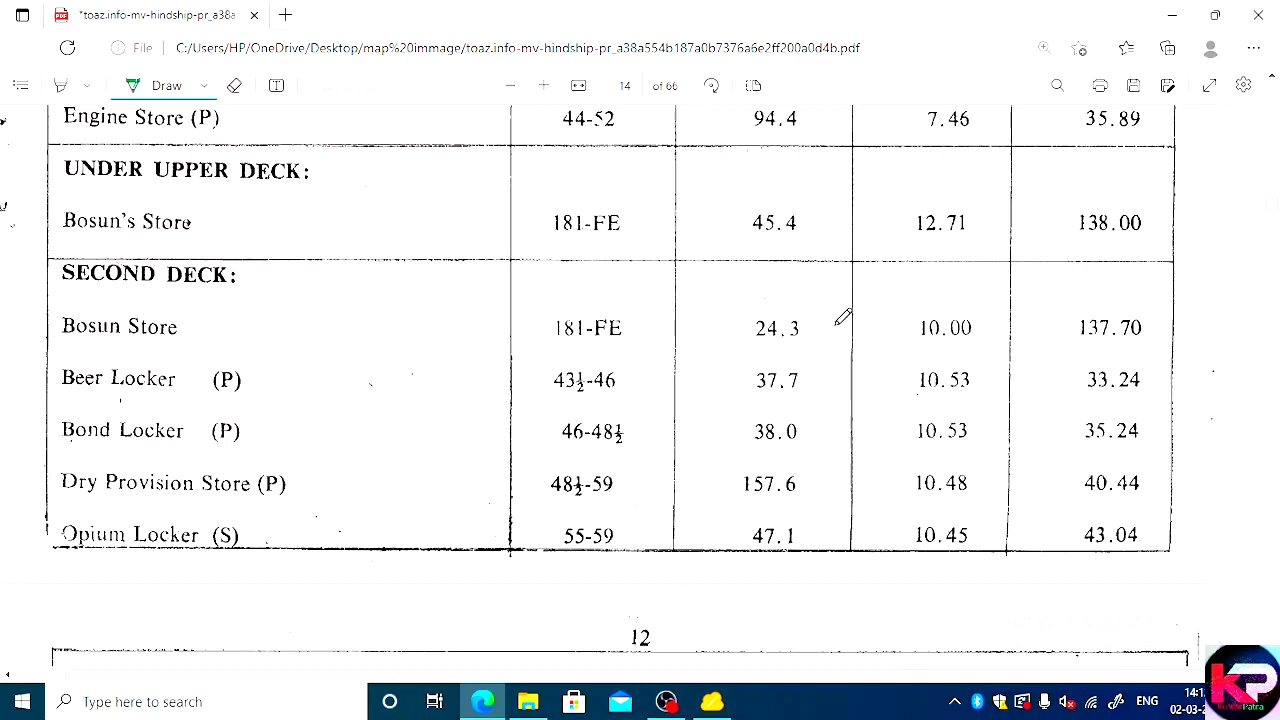 *toaz.info-mv-hindship-pr_a38a
File C:/Users/HP/OneDrive/Desktop/map%20immage/toaz.info-mv-hindship-pr_a38a554b187a0b7376a6e2ff200a0d4b.pdf
Draw 14 of 66
Engine Store (P) 44-52 94.4 7.46 35.89
UNDER UPPER DECK:
Bosun's Store 181-FE 45.4 12.71 138.00
SECOND DECK:
Bosun Store 181-FE 24.3 10.00 137.70
Beer Locker (P) 43½-46 37.7 10.53 33.24
Bond Locker (P) 46-48½ 38.0 10.53 35.24
Dry Provision Store (P) 48½-59 157.6 10.48 40.44
Opium Locker (S) 55-59 47.1 10.45 43.04
12
Type here to search ENG
KP
Patra